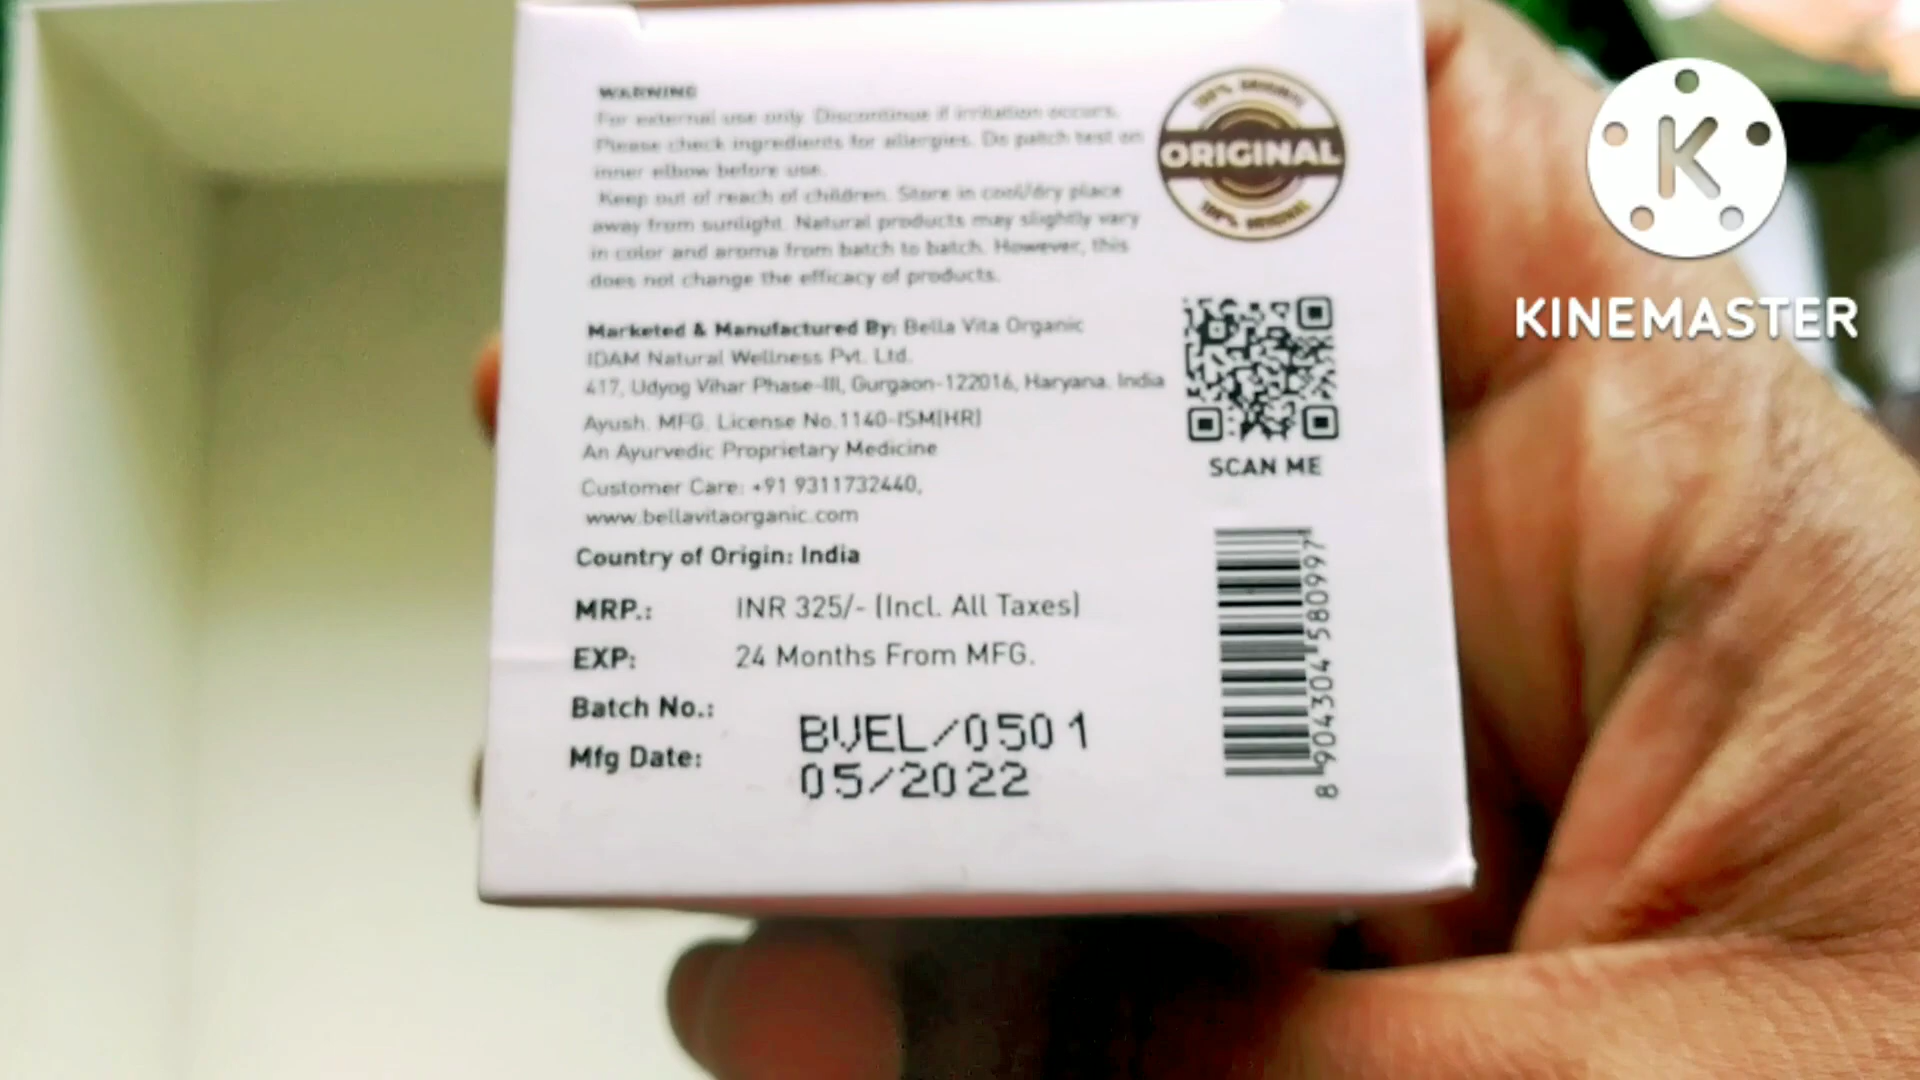 WARNING
For external use only. Discontinue if irritation occurs.
Please check ingredients for allergies. Do patch test on
inner elbow before use.
Keep out of reach of children. Store in cool/dry place
away from sunlight. Natural products may slightly vary
in color and aroma from batch to batch. However, this
does not change the efficacy of products.
Marketed & Manufactured By: Bella Vita Organic
IDAM Natural Wellness Pvt. Ltd.
417, Udyog Vihar Phase-III, Gurgaon-122016, Haryana. India
Ayush. MFG. License No.1140-ISM(HR)
An Ayurvedic Proprietary Medicine
Customer Care: +91 9311732440,
www.bellavitaorganic.com
Country of Origin: India
MRP.: INR 325/- (Incl. All Taxes)
EXP: 24 Months From MFG.
Batch No.: BVEL/0501
Mfg Date: 05/2022
100% ORIGINAL
ORIGINAL
100% ORIGINAL
SCAN ME
8 904304 580997
K
KINEMASTER